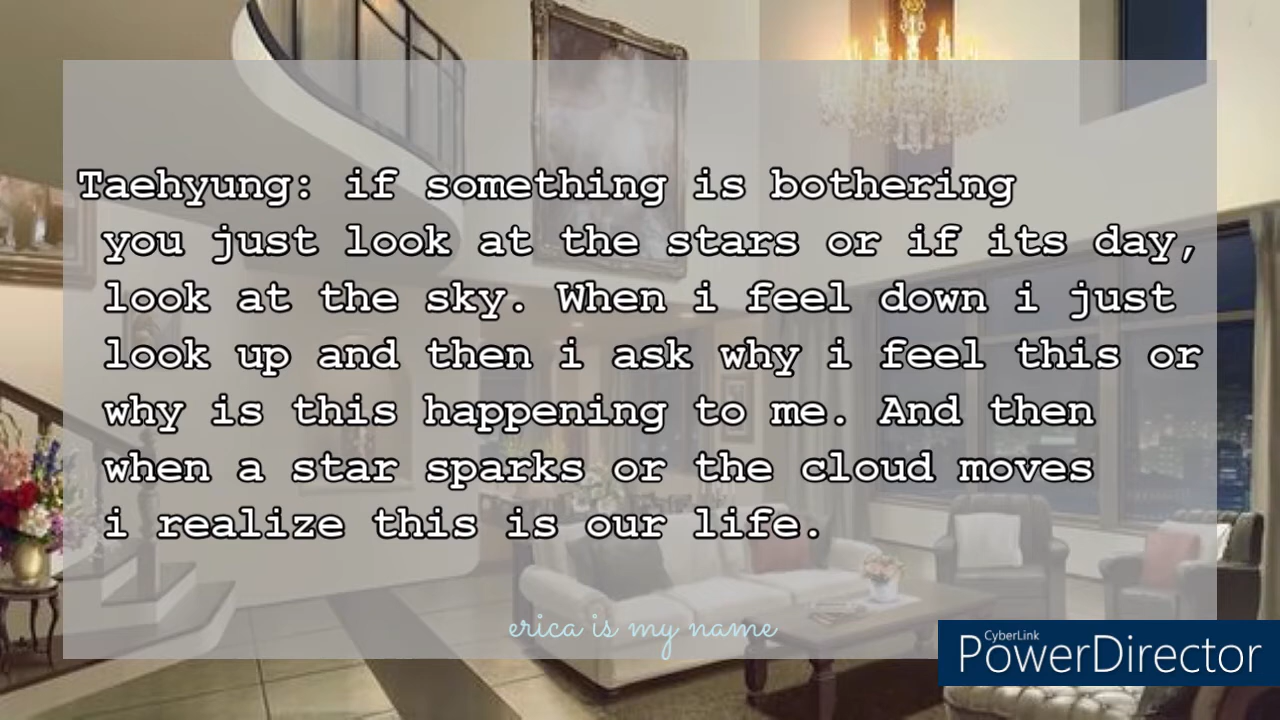 Taehyung: if something is bothering
you just look at the stars or if its day,
look at the sky. When i feel down i just
look up and then i ask why i feel this or
why is this happening to me. And then
when a star sparks or the cloud moves
i realize this is our life.
erica is my name
CyberLink
PowerDirector